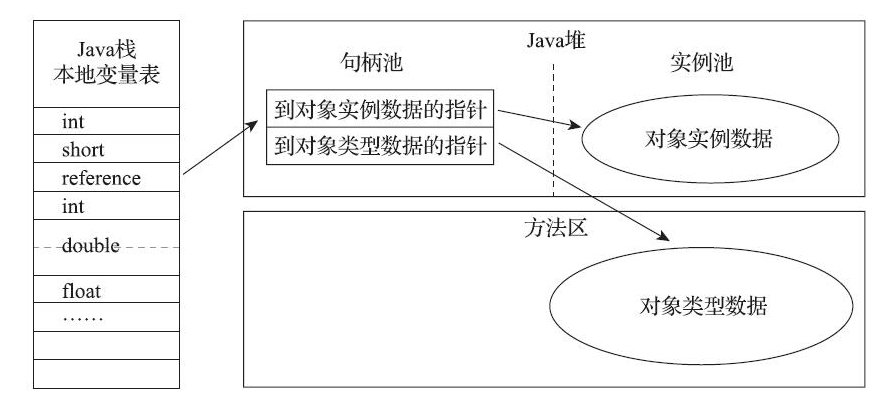 Java栈
本地变量表
int
short
reference
int
double
float
……
Java堆
句柄池
实例池
到对象实例数据的指针
到对象类型数据的指针
对象实例数据
方法区
对象类型数据